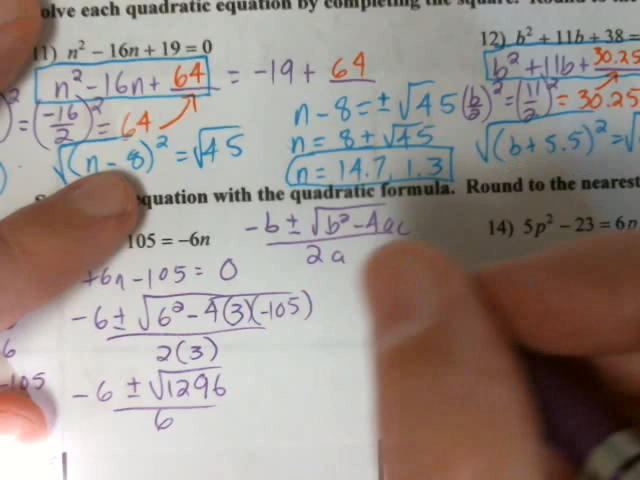 olve each quadratic equation by completing the square. Round to the
11) n² − 16n + 19 = 0
n² − 16n + 64 = −19 + 64
)² = (−16/2)² = 64
√(n − 8)² = √45
n − 8 = ± √45
n = 8 ± √45
n = 14.7, 1.3
12) b² + 11b + 38 =
b² + 11b + 30.25
(b/2)² = (11/2)² = 30.25
√(b + 5.5)² = √
equation with the quadratic formula. Round to the nearest
105 = −6n
−b ± √b² − 4ac
2a
14) 5p² − 23 = 6p
+6n − 105 = 0
−6 ± √6² − 4(3)(−105)
2(3)
6
−105
−6 ± √1296
6